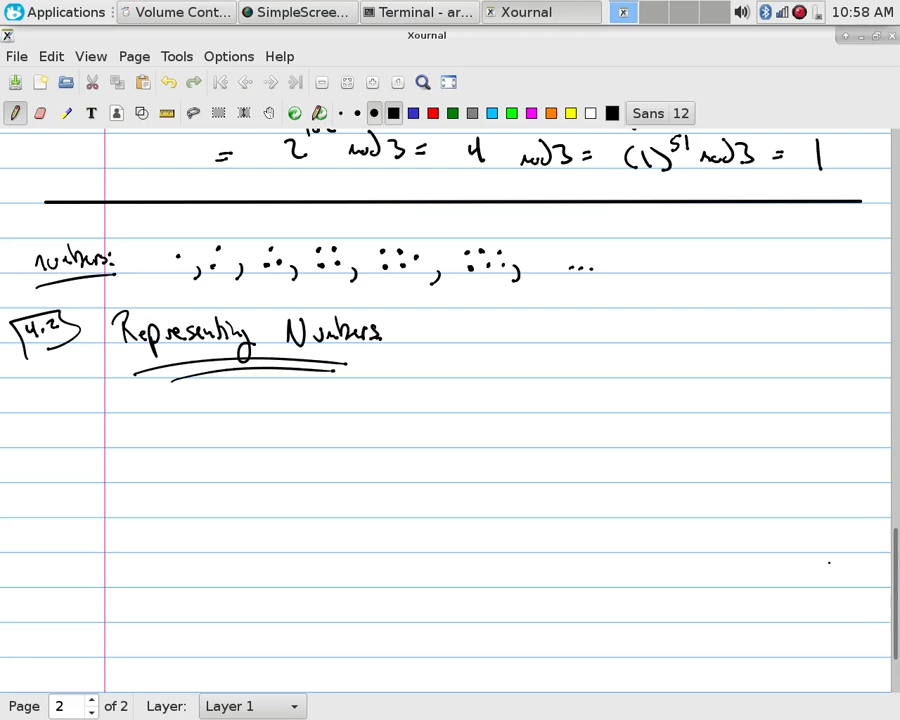 Applications Volume Cont... SimpleScree... Terminal - ar... Xournal 10:58 AM
Xournal
File Edit View Page Tools Options Help
T Sans 12
= 2 mod 3 = 4 mod 3 = (1)^51 mod 3 = 1
numbers: , , , , , , ...
4.2 Representing Numbers
Page 2 of 2 Layer: Layer 1